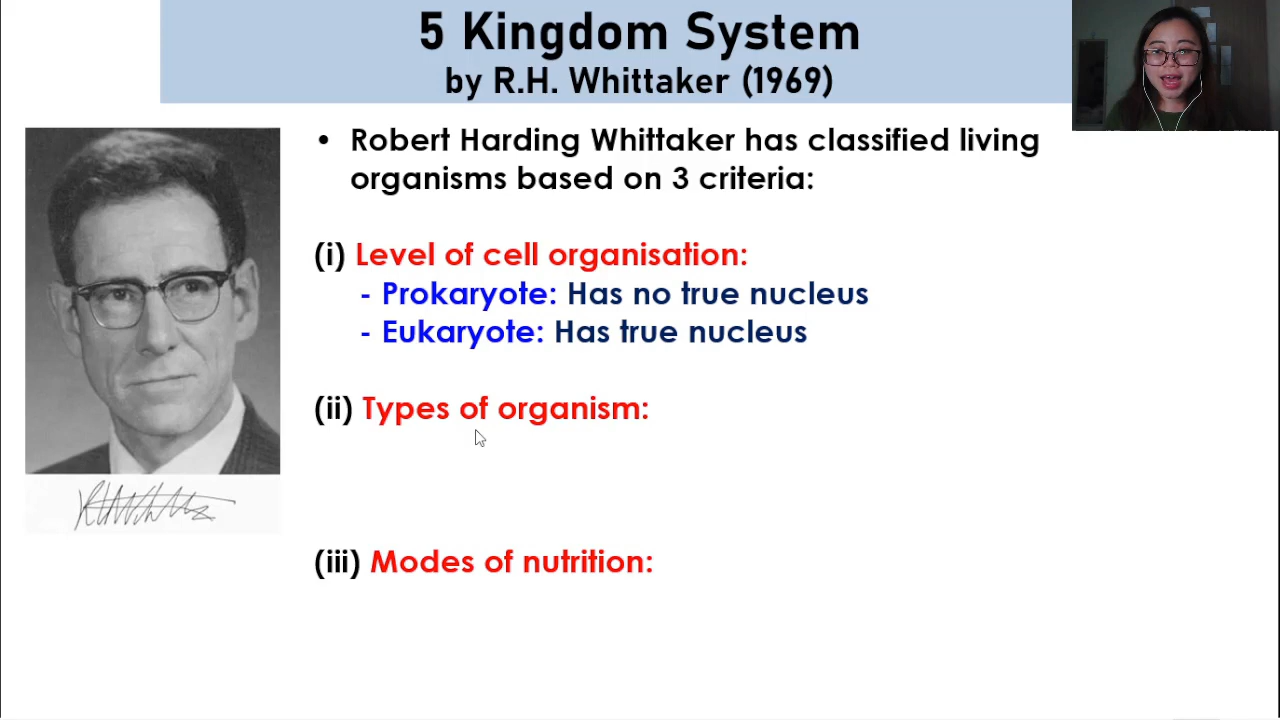 5 Kingdom System
by R.H. Whittaker (1969)
• Robert Harding Whittaker has classified living
organisms based on 3 criteria:
(i) Level of cell organisation:
- Prokaryote: Has no true nucleus
- Eukaryote: Has true nucleus
(ii) Types of organism:
(iii) Modes of nutrition: